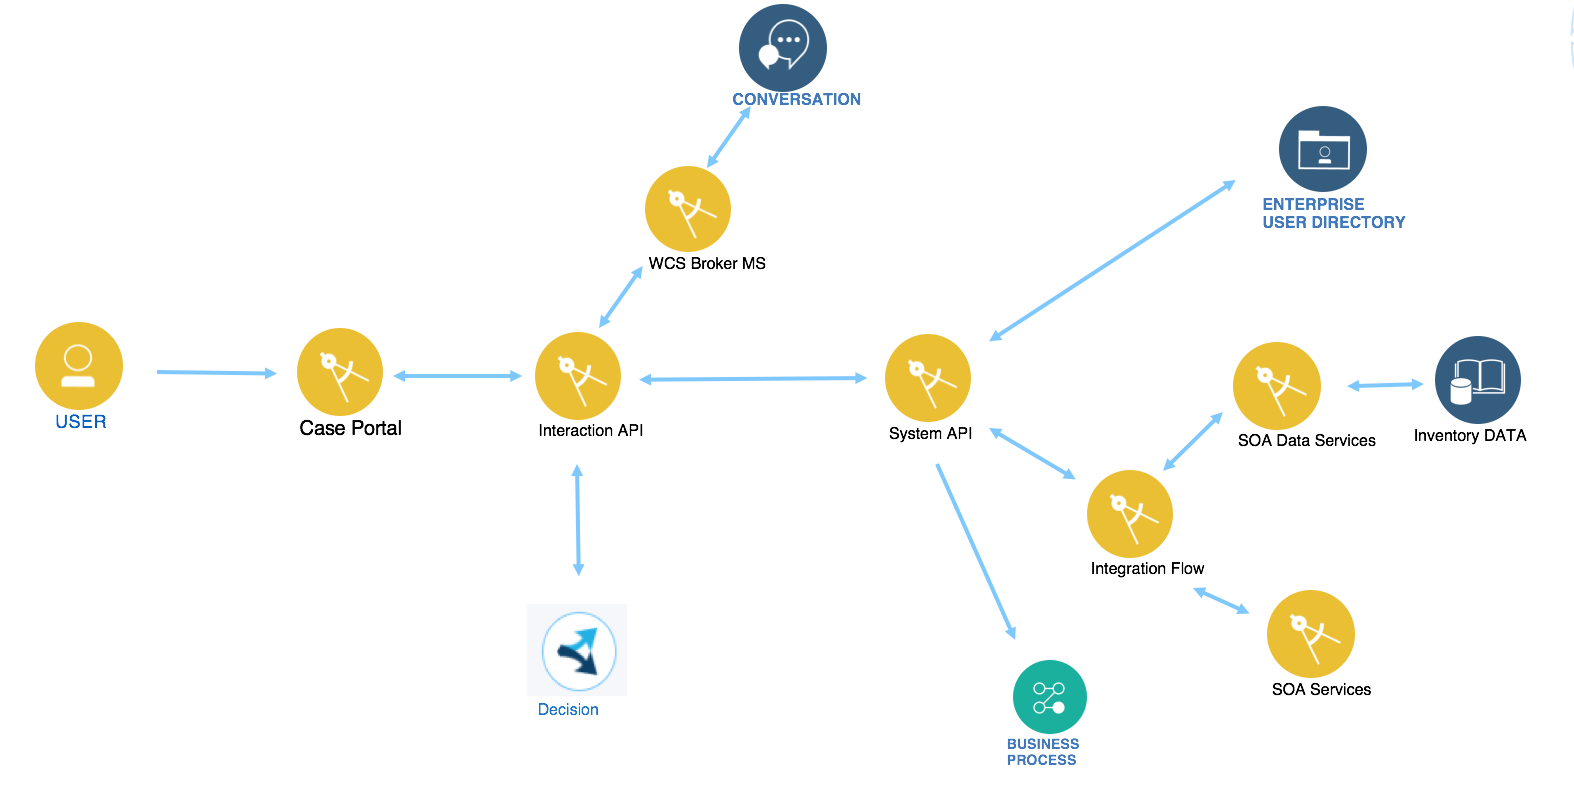 CONVERSATION
ENTERPRISE
USER DIRECTORY
WCS Broker MS
USER
Case Portal
Interaction API
System API
SOA Data Services
Inventory DATA
Integration Flow
SOA Services
Decision
BUSINESS
PROCESS